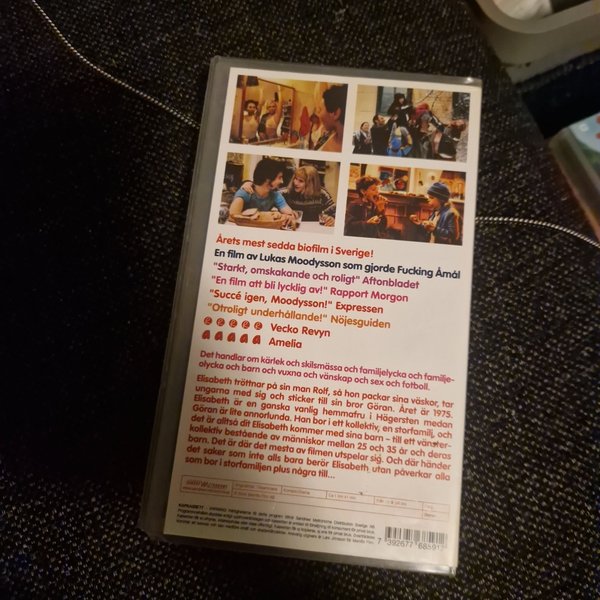 Årets mest sedda biofilm i Sverige!
En film av Lukas Moodysson som gjorde Fucking Åmål
"Starkt, omskakande och roligt" Aftonbladet
"En film att bli lycklig av!" Rapport Morgon
"Succé igen, Moodysson!" Expressen
"Otroligt underhållande!" Nöjesguiden
Vecko Revyn
Amelia
Det handlar om kärlek och skilsmässa och familjelycka och familje-
olycka och barn och vuxna och vänskap och sex och fotboll.
Elisabeth tröttnar på sin man Rolf, så hon packar sina väskor, tar
ungarna med sig och sticker till sin bror Göran. Året är 1975.
Elisabeth är en ganska vanlig hemmafru i Hägersten medan
Göran är lite annorlunda. Han bor i ett kollektiv, en storfamilj, och
det är alltså dit Elisabeth kommer med sina barn – till ett vänster-
kollektiv bestående av människor mellan 25 och 35 år och deras
barn. Det är där det mesta av filmen utspelar sig. Och där händer
det saker som inte alls bara berör Elisabeth, utan påverkar alla
som bor i storfamiljen plus några till...